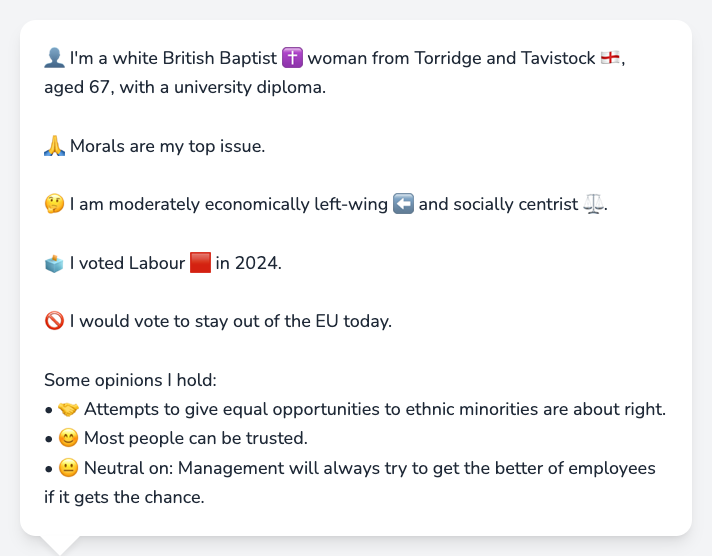 👤 I'm a white British Baptist ✝️ woman from Torridge and Tavistock 🏴󠁧󠁢󠁥󠁮󠁧󠁿,
aged 67, with a university diploma.
🙏 Morals are my top issue.
🤔 I am moderately economically left-wing ⬅️ and socially centrist ⚖️.
🗳️ I voted Labour 🟥 in 2024.
🚫 I would vote to stay out of the EU today.
Some opinions I hold:
• 🤝 Attempts to give equal opportunities to ethnic minorities are about right.
• 😊 Most people can be trusted.
• 😐 Neutral on: Management will always try to get the better of employees
if it gets the chance.